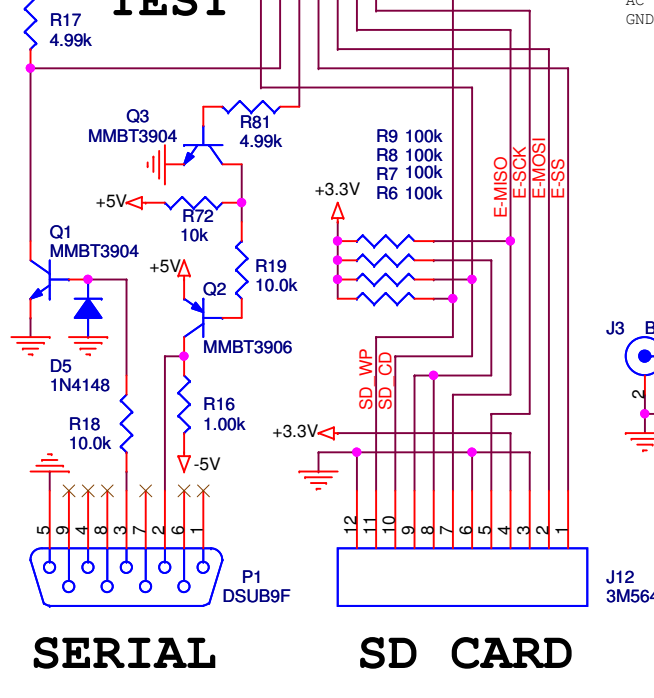 TEST
AC
GND
R17
4.99k
Q3
MMBT3904
R81
4.99k
R9 100k
R8 100k
R7 100k
R6 100k
E-MISO
E-SCK
E-MOSI
E-SS
+3.3V
+5V
R72
10k
Q1
MMBT3904
+5V
R19
10.0k
Q2
MMBT3906
J3 B
2
D5
1N4148
SD_WP
SD_CD
R16
1.00k
R18
10.0k
+3.3V
-5V
5 9 4 8 3 7 2 6 1
12 11 10 9 8 7 6 5 4 3 2 1
P1
DSUB9F
J12
3M564
SERIAL
SD CARD